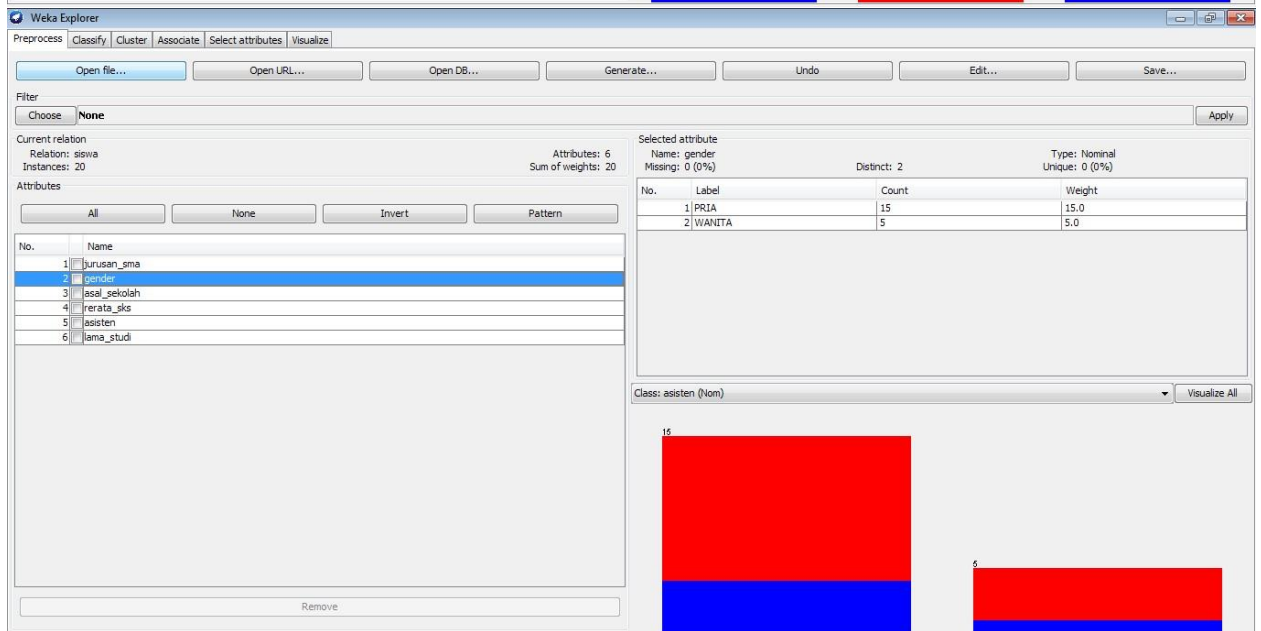 Weka Explorer
Preprocess Classify Cluster Associate Select attributes Visualize
Open file... Open URL... Open DB... Generate... Undo Edit... Save...
Filter
Choose None Apply
Current relation
Relation: siswa Attributes: 6
Instances: 20 Sum of weights: 20
Attributes
All None Invert Pattern
No. Name
1 jurusan_sma
2 gender
3 asal_sekolah
4 rerata_sks
5 asisten
6 lama_studi
Remove
Selected attribute
Name: gender Type: Nominal
Missing: 0 (0%) Distinct: 2 Unique: 0 (0%)
No. Label Count Weight
1 PRIA 15 15.0
2 WANITA 5 5.0
Class: asisten (Nom) Visualize All
15
5